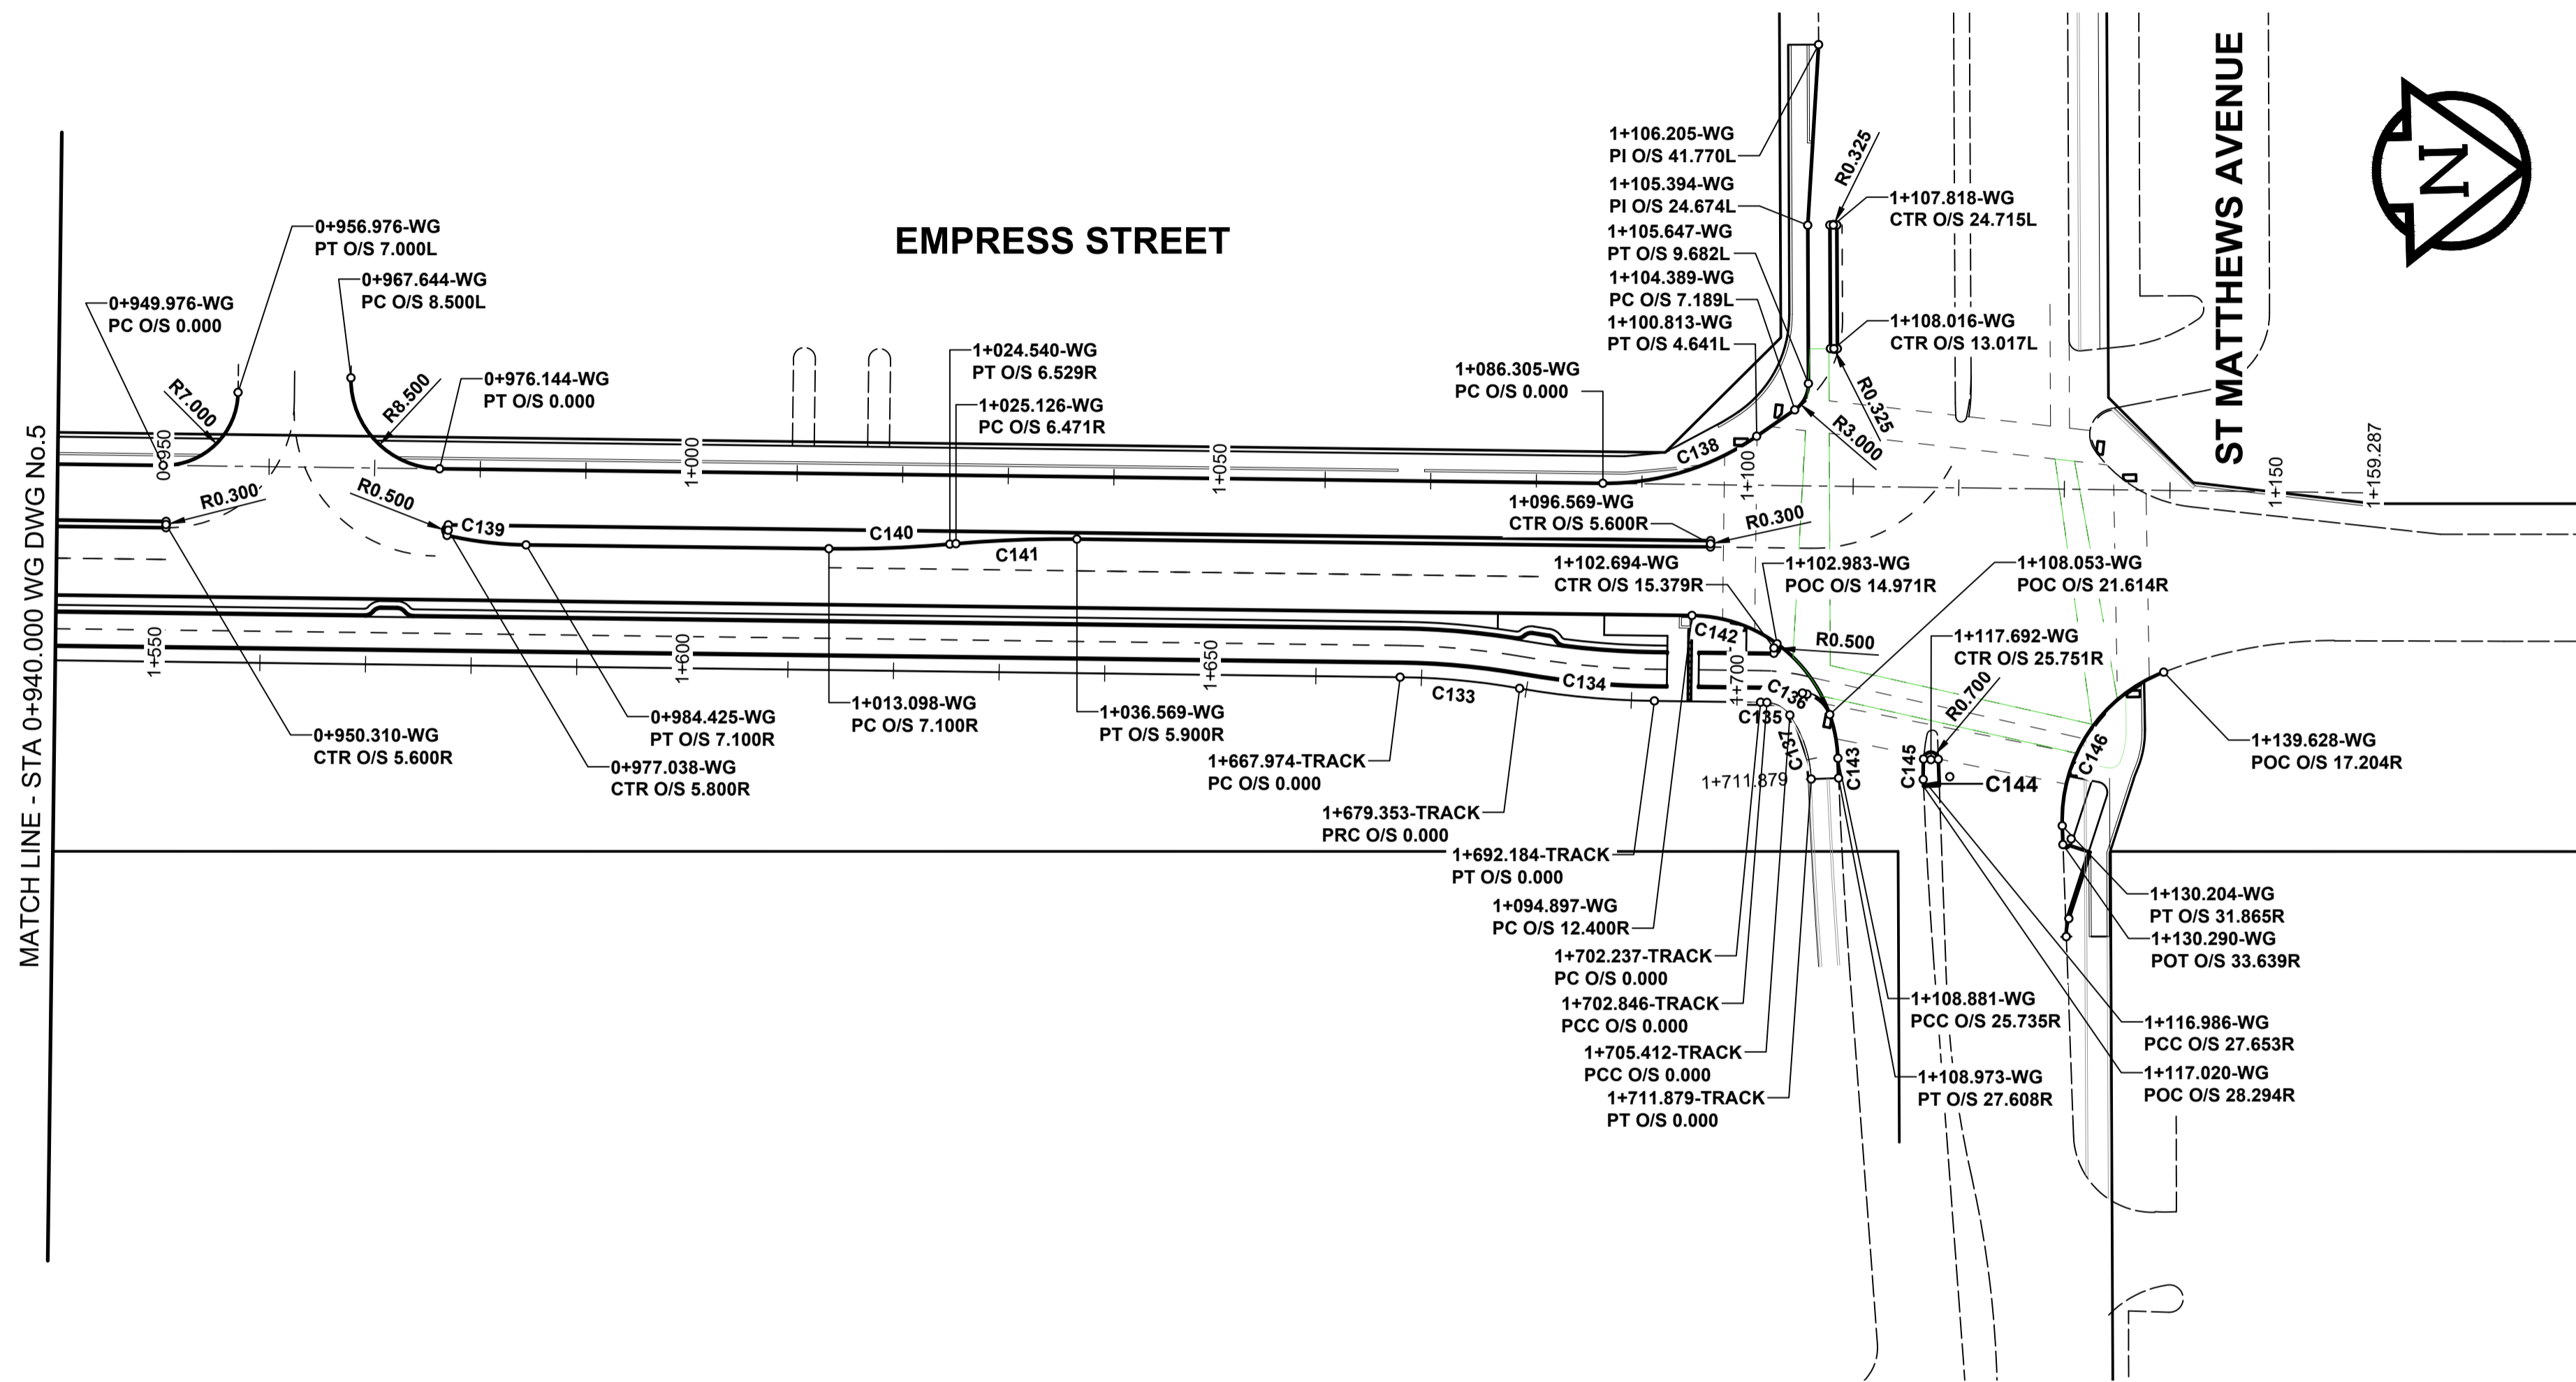 EMPRESS STREET
ST MATTHEWS AVENUE
N
MATCH LINE - STA 0+940.000 WG DWG No.5
0+956.976-WG
PT O/S 7.000L
0+967.644-WG
PC O/S 8.500L
0+949.976-WG
PC O/S 0.000
0+976.144-WG
PT O/S 0.000
R7.000
R8.500
0+950
R0.300
R0.500
C139
1+000
1+024.540-WG
PT O/S 6.529R
1+025.126-WG
PC O/S 6.471R
C140
C141
1+050
1+086.305-WG
PC O/S 0.000
1+106.205-WG
PI O/S 41.770L
1+105.394-WG
PI O/S 24.674L
1+105.647-WG
PT O/S 9.682L
1+104.389-WG
PC O/S 7.189L
1+100.813-WG
PT O/S 4.641L
R0.325
1+107.818-WG
CTR O/S 24.715L
1+108.016-WG
CTR O/S 13.017L
R0.325
R3.000
C138
1+100
1+150
1+159.287
1+096.569-WG
CTR O/S 5.600R
R0.300
1+102.694-WG
CTR O/S 15.379R
1+102.983-WG
POC O/S 14.971R
1+108.053-WG
POC O/S 21.614R
R0.500
1+117.692-WG
CTR O/S 25.751R
R0.700
1+550
1+600
1+650
1+700
C133
C134
C142
C136
C135
C137
1+711.879
C143
C145
C144
C146
1+139.628-WG
POC O/S 17.204R
0+950.310-WG
CTR O/S 5.600R
0+984.425-WG
PT O/S 7.100R
0+977.038-WG
CTR O/S 5.800R
1+013.098-WG
PC O/S 7.100R
1+036.569-WG
PT O/S 5.900R
1+667.974-TRACK
PC O/S 0.000
1+679.353-TRACK
PRC O/S 0.000
1+692.184-TRACK
PT O/S 0.000
1+094.897-WG
PC O/S 12.400R
1+702.237-TRACK
PC O/S 0.000
1+702.846-TRACK
PCC O/S 0.000
1+705.412-TRACK
PCC O/S 0.000
1+711.879-TRACK
PT O/S 0.000
1+108.881-WG
PCC O/S 25.735R
1+108.973-WG
PT O/S 27.608R
1+130.204-WG
PT O/S 31.865R
1+130.290-WG
POT O/S 33.639R
1+116.986-WG
PCC O/S 27.653R
1+117.020-WG
POC O/S 28.294R